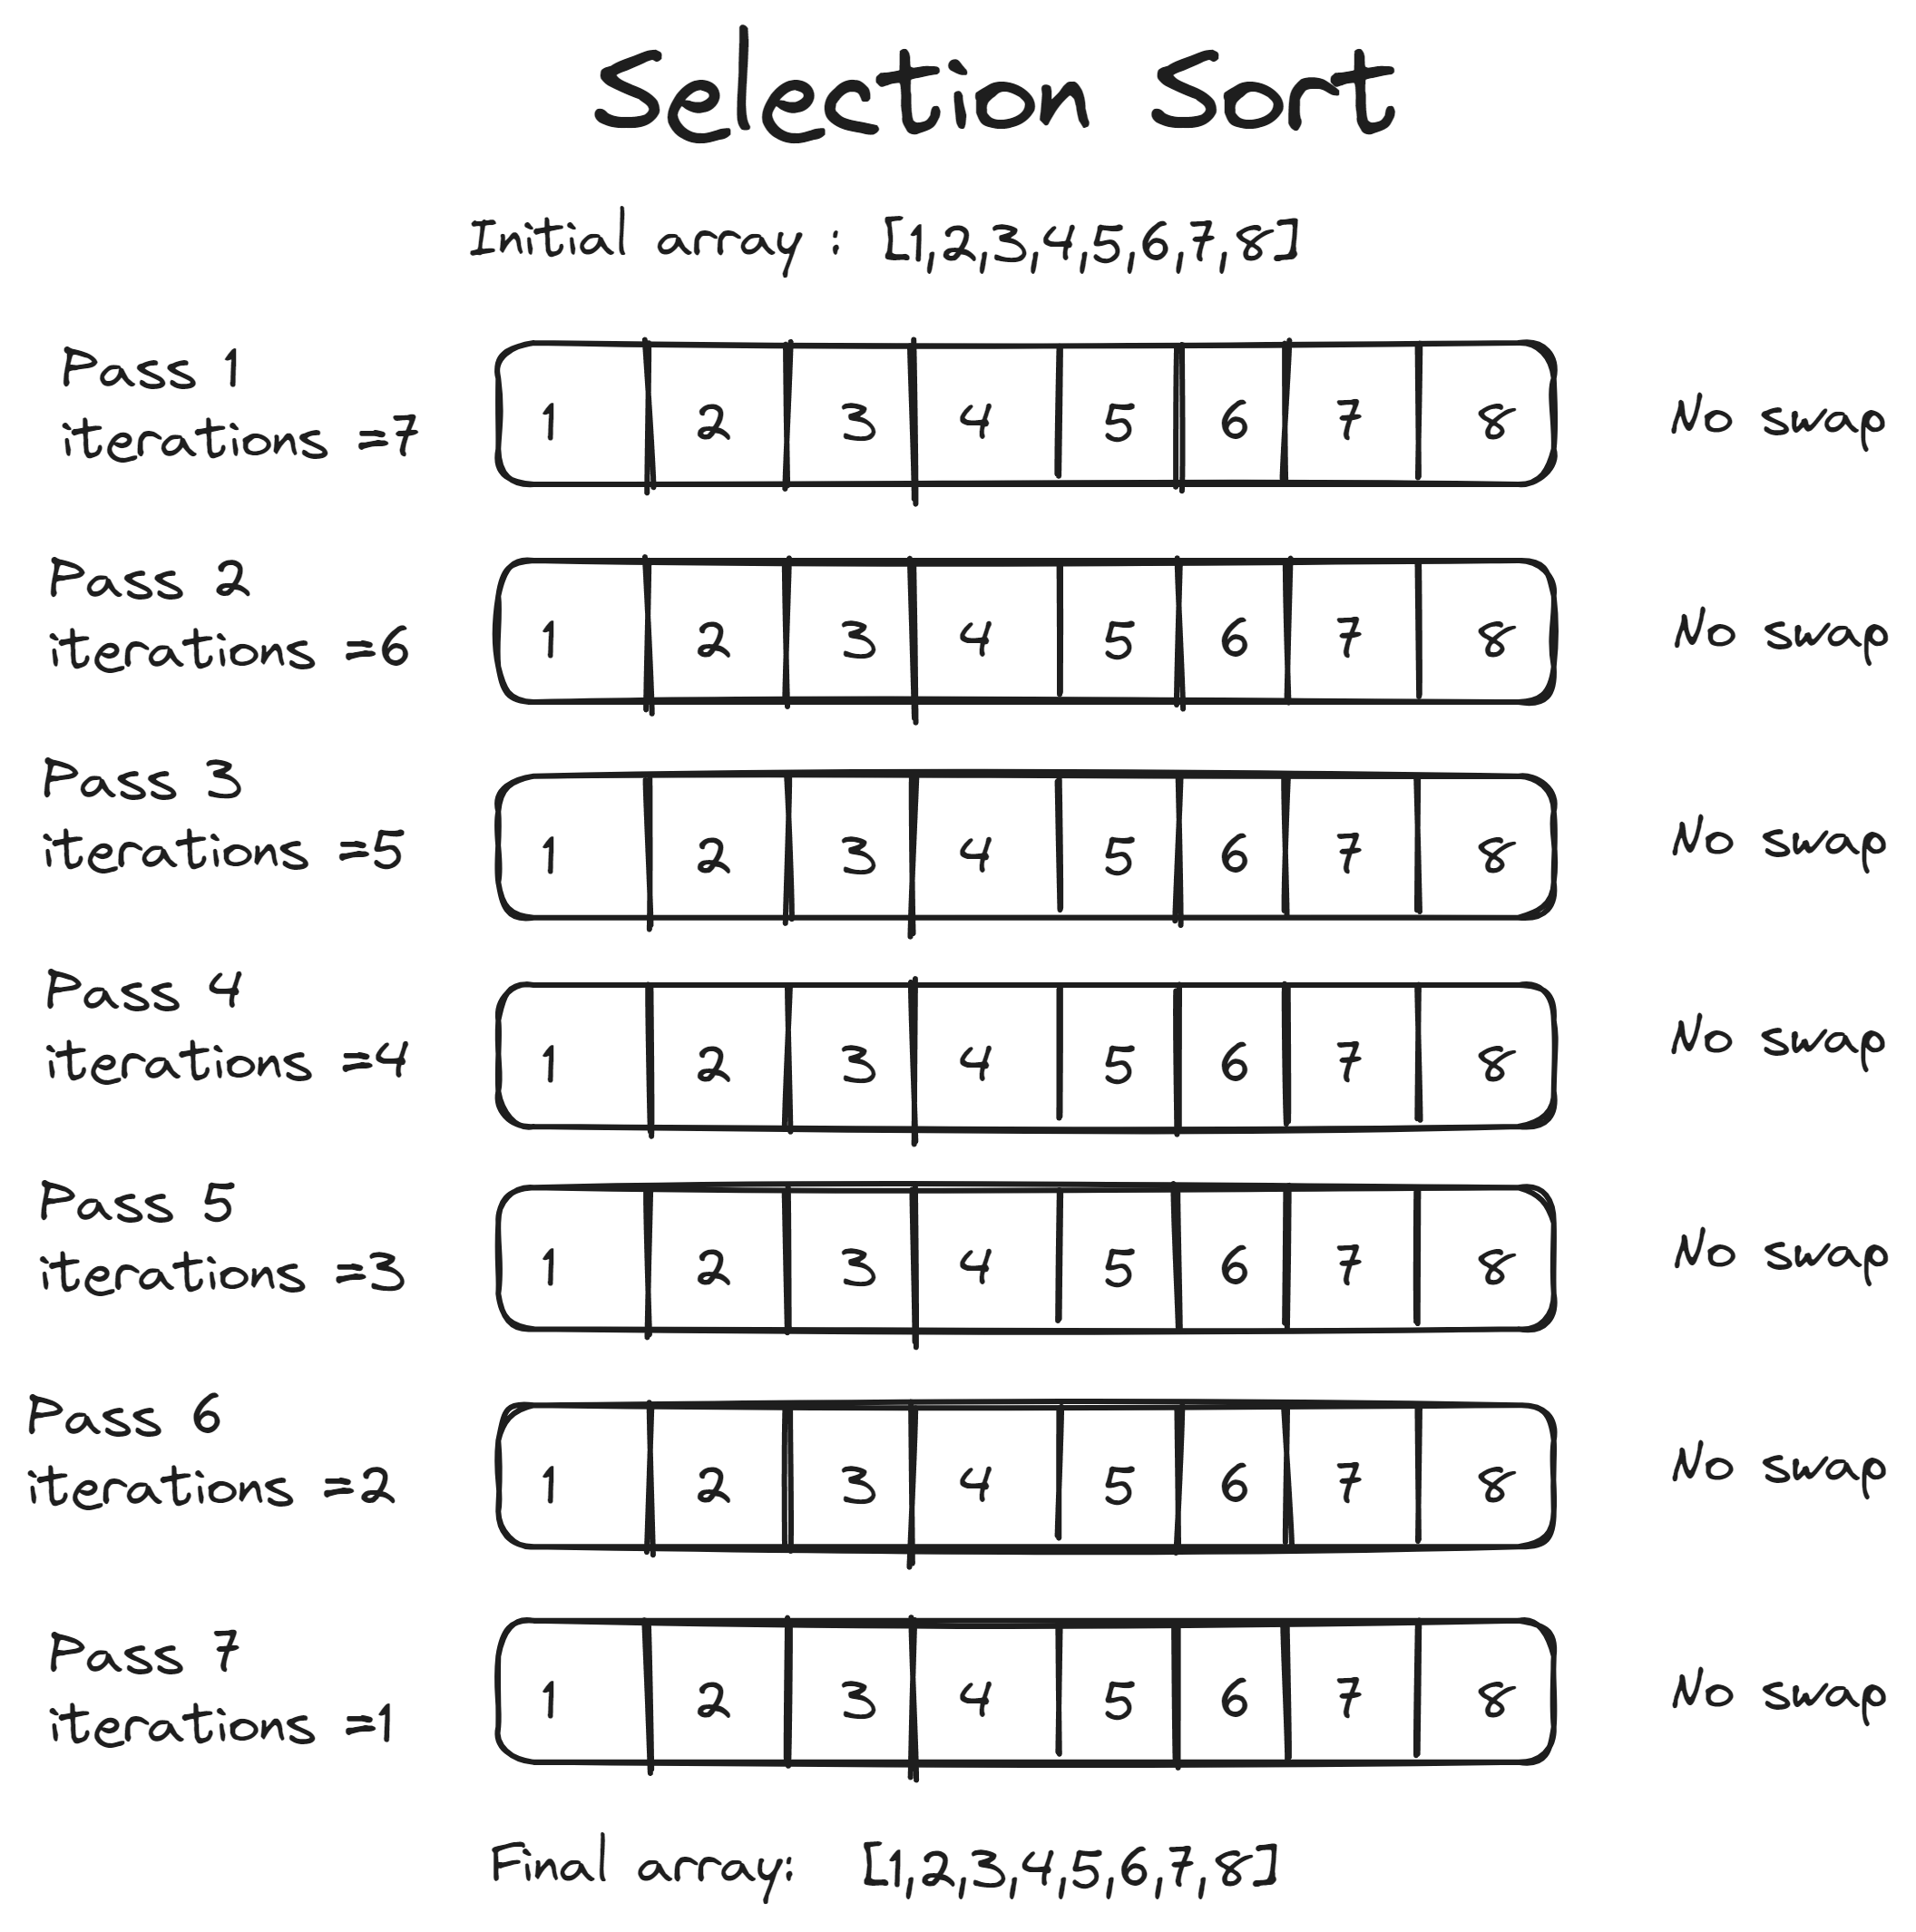 Selection Sort
Initial array : [1,2,3,4,5,6,7,8]
Pass 1
iterations =7
1 2 3 4 5 6 7 8
No swap
Pass 2
iterations =6
1 2 3 4 5 6 7 8
No swap
Pass 3
iterations =5
1 2 3 4 5 6 7 8
No swap
Pass 4
iterations =4
1 2 3 4 5 6 7 8
No swap
Pass 5
iterations =3
1 2 3 4 5 6 7 8
No swap
Pass 6
iterations =2
1 2 3 4 5 6 7 8
No swap
Pass 7
iterations =1
1 2 3 4 5 6 7 8
No swap
Final array: [1,2,3,4,5,6,7,8]